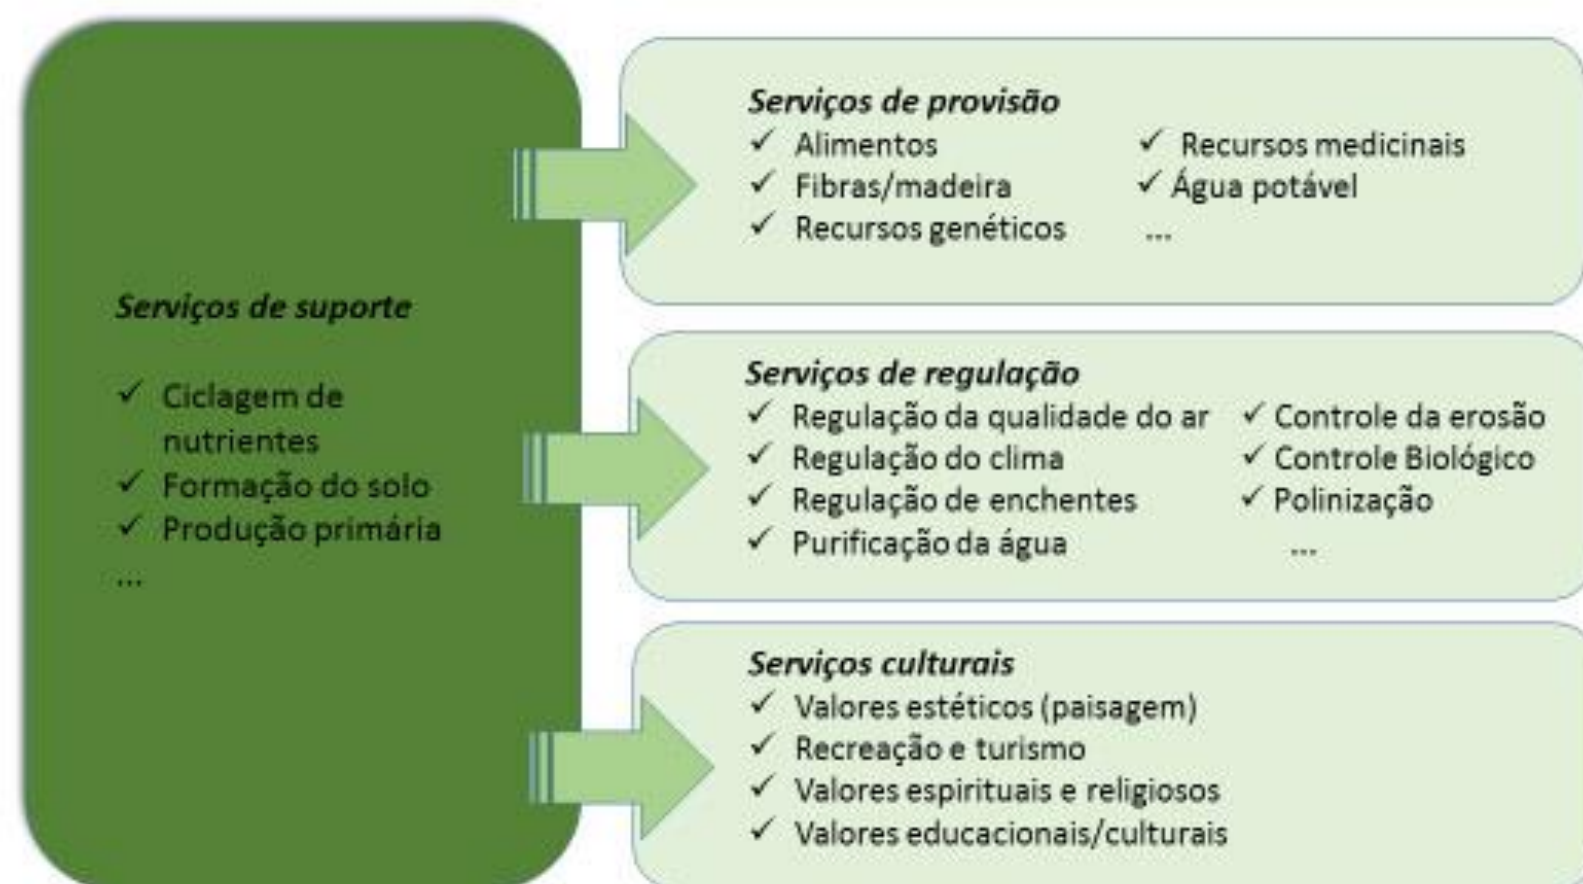 Serviços de suporte
✓ Ciclagem de
nutrientes
✓ Formação do solo
✓ Produção primária
...
Serviços de provisão
✓ Alimentos
✓ Fibras/madeira
✓ Recursos genéticos
✓ Recursos medicinais
✓ Água potável
...
Serviços de regulação
✓ Regulação da qualidade do ar
✓ Regulação do clima
✓ Regulação de enchentes
✓ Purificação da água
✓ Controle da erosão
✓ Controle Biológico
✓ Polinização
...
Serviços culturais
✓ Valores estéticos (paisagem)
✓ Recreação e turismo
✓ Valores espirituais e religiosos
✓ Valores educacionais/culturais